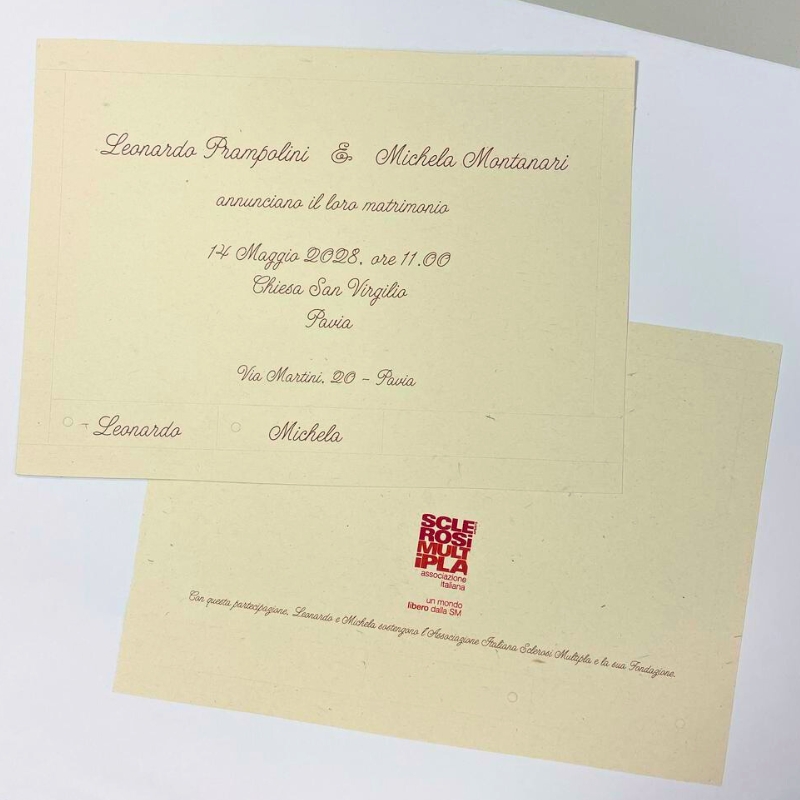 Leonardo Prampolini & Michela Montanari
annunciano il loro matrimonio
14 Maggio 2028, ore 11.00
Chiesa San Virgilio
Pavia
Via Martini, 20 - Pavia
Leonardo Michela
SCLE
ROSi
MULT
iPLA
associazione
italiana
un mondo
libero dalla SM
Con questa partecipazione, Leonardo e Michela sostengono l'Associazione Italiana Sclerosi Multipla e la sua Fondazione.